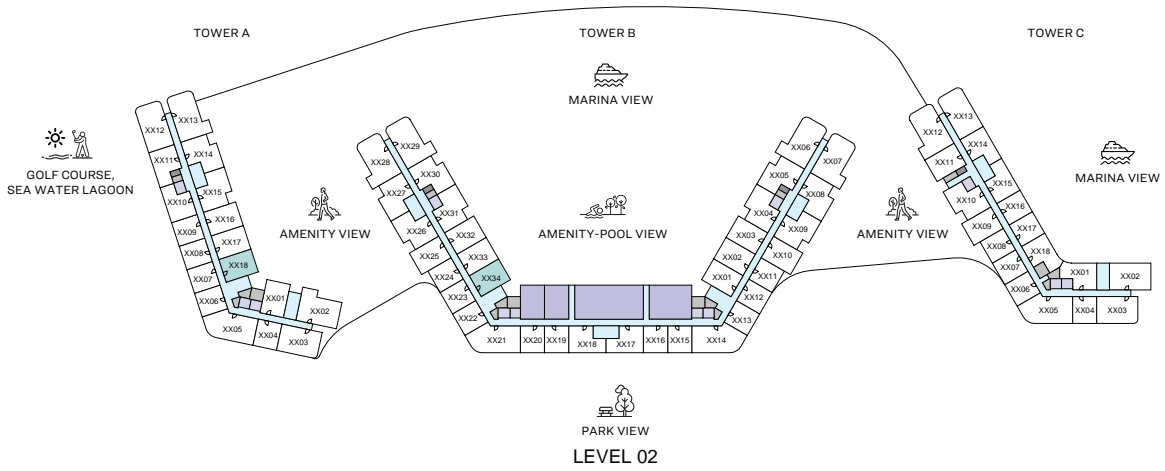 TOWER A
TOWER B
TOWER C
MARINA VIEW
GOLF COURSE,
SEA WATER LAGOON
AMENITY VIEW
AMENITY-POOL VIEW
AMENITY VIEW
MARINA VIEW
XX12
XX13
XX11
XX14
XX10
XX15
XX09
XX16
XX08
XX17
XX07
XX18
XX06
XX01
XX02
XX05
XX04
XX03
XX28
XX29
XX27
XX30
XX26
XX31
XX25
XX32
XX24
XX33
XX23
XX34
XX22
XX21
XX20
XX19
XX18
XX17
XX16
XX15
XX14
XX06
XX07
XX05
XX08
XX04
XX09
XX03
XX10
XX02
XX11
XX01
XX12
XX13
XX12
XX13
XX11
XX14
XX10
XX15
XX09
XX16
XX08
XX17
XX07
XX18
XX06
XX01
XX02
XX05
XX04
XX03
PARK VIEW
LEVEL 02